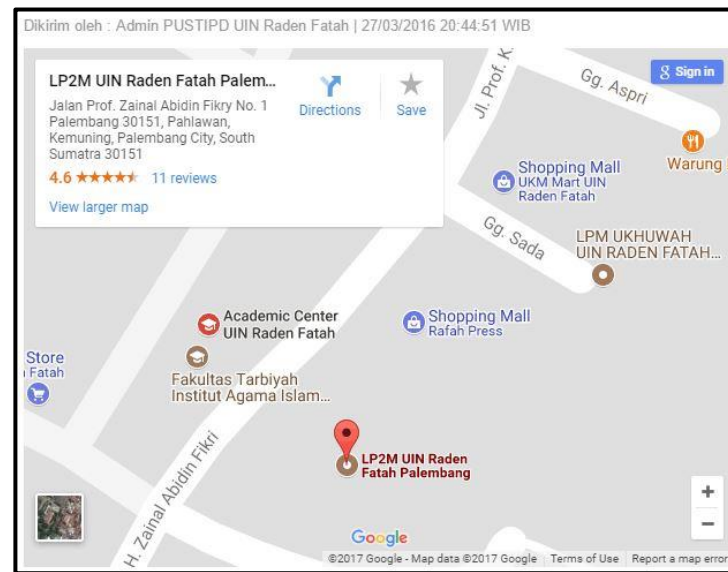 Dikirim oleh : Admin PUSTIPD UIN Raden Fatah | 27/03/2016 20:44:51 WIB
LP2M UIN Raden Fatah Palem...
Jalan Prof. Zainal Abidin Fikry No. 1
Palembang 30151, Pahlawan,
Kemuning, Palembang City, South
Sumatra 30151
4.6
11 reviews
View larger map
Directions
Save
Sign in
Jl. Prof. K.
Gg. Aspri
Warung
Shopping Mall
UKM Mart UIN
Raden Fatah
Gg. Sada
LPM UKHUWAH
UIN RADEN FATAH...
Academic Center
UIN Raden Fatah
Shopping Mall
Rafah Press
Store
Fatah
Fakultas Tarbiyah
Institut Agama Islam...
LP2M UIN Raden
Fatah Palembang
H. Zainal Abidin Fikri
Google
©2017 Google - Map data ©2017 Google
Terms of Use
Report a map error